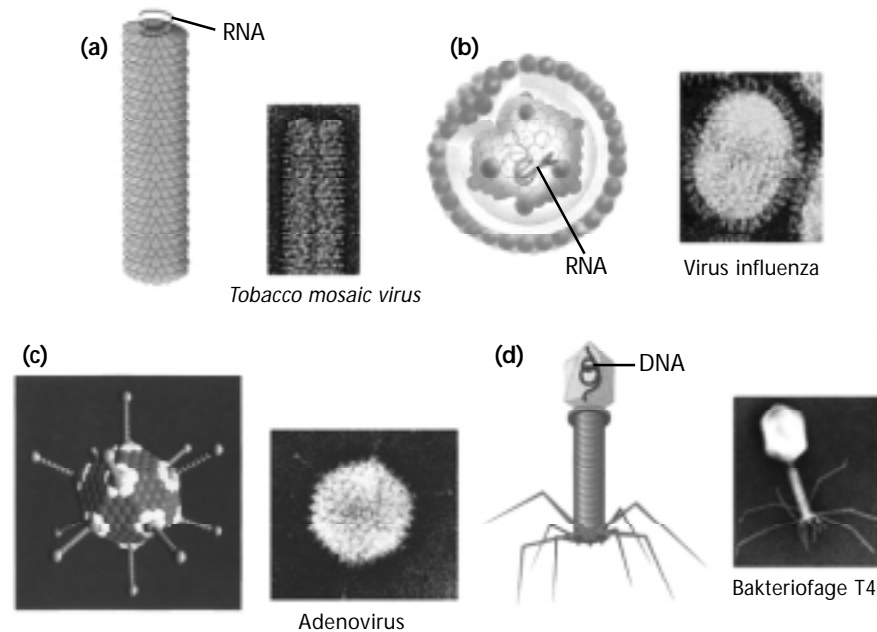 (a)
RNA
Tobacco mosaic virus
(b)
RNA
Virus influenza
(c)
Adenovirus
(d)
DNA
Bakteriofage T4